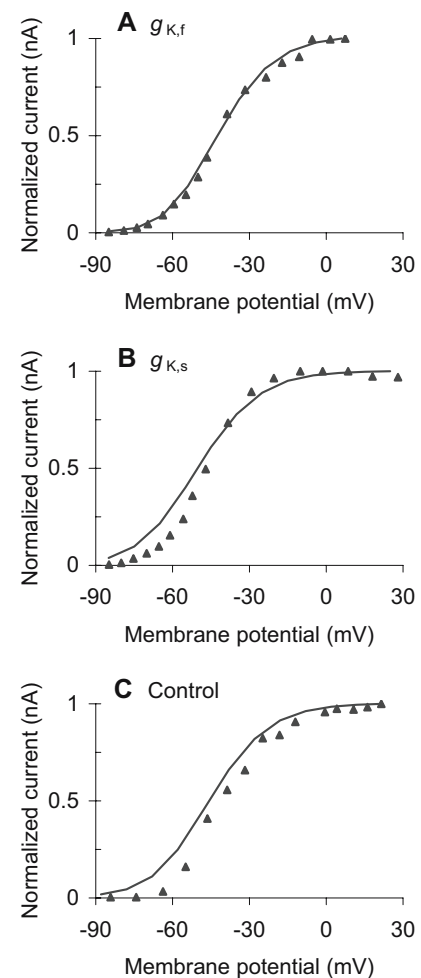 A g K,f
Normalized current (nA)
1
0.5
0
-90 -60 -30 0 30
Membrane potential (mV)
B g K,s
Normalized current (nA)
1
0.5
0
-90 -60 -30 0 30
Membrane potential (mV)
C Control
Normalized current (nA)
1
0.5
0
-90 -60 -30 0 30
Membrane potential (mV)